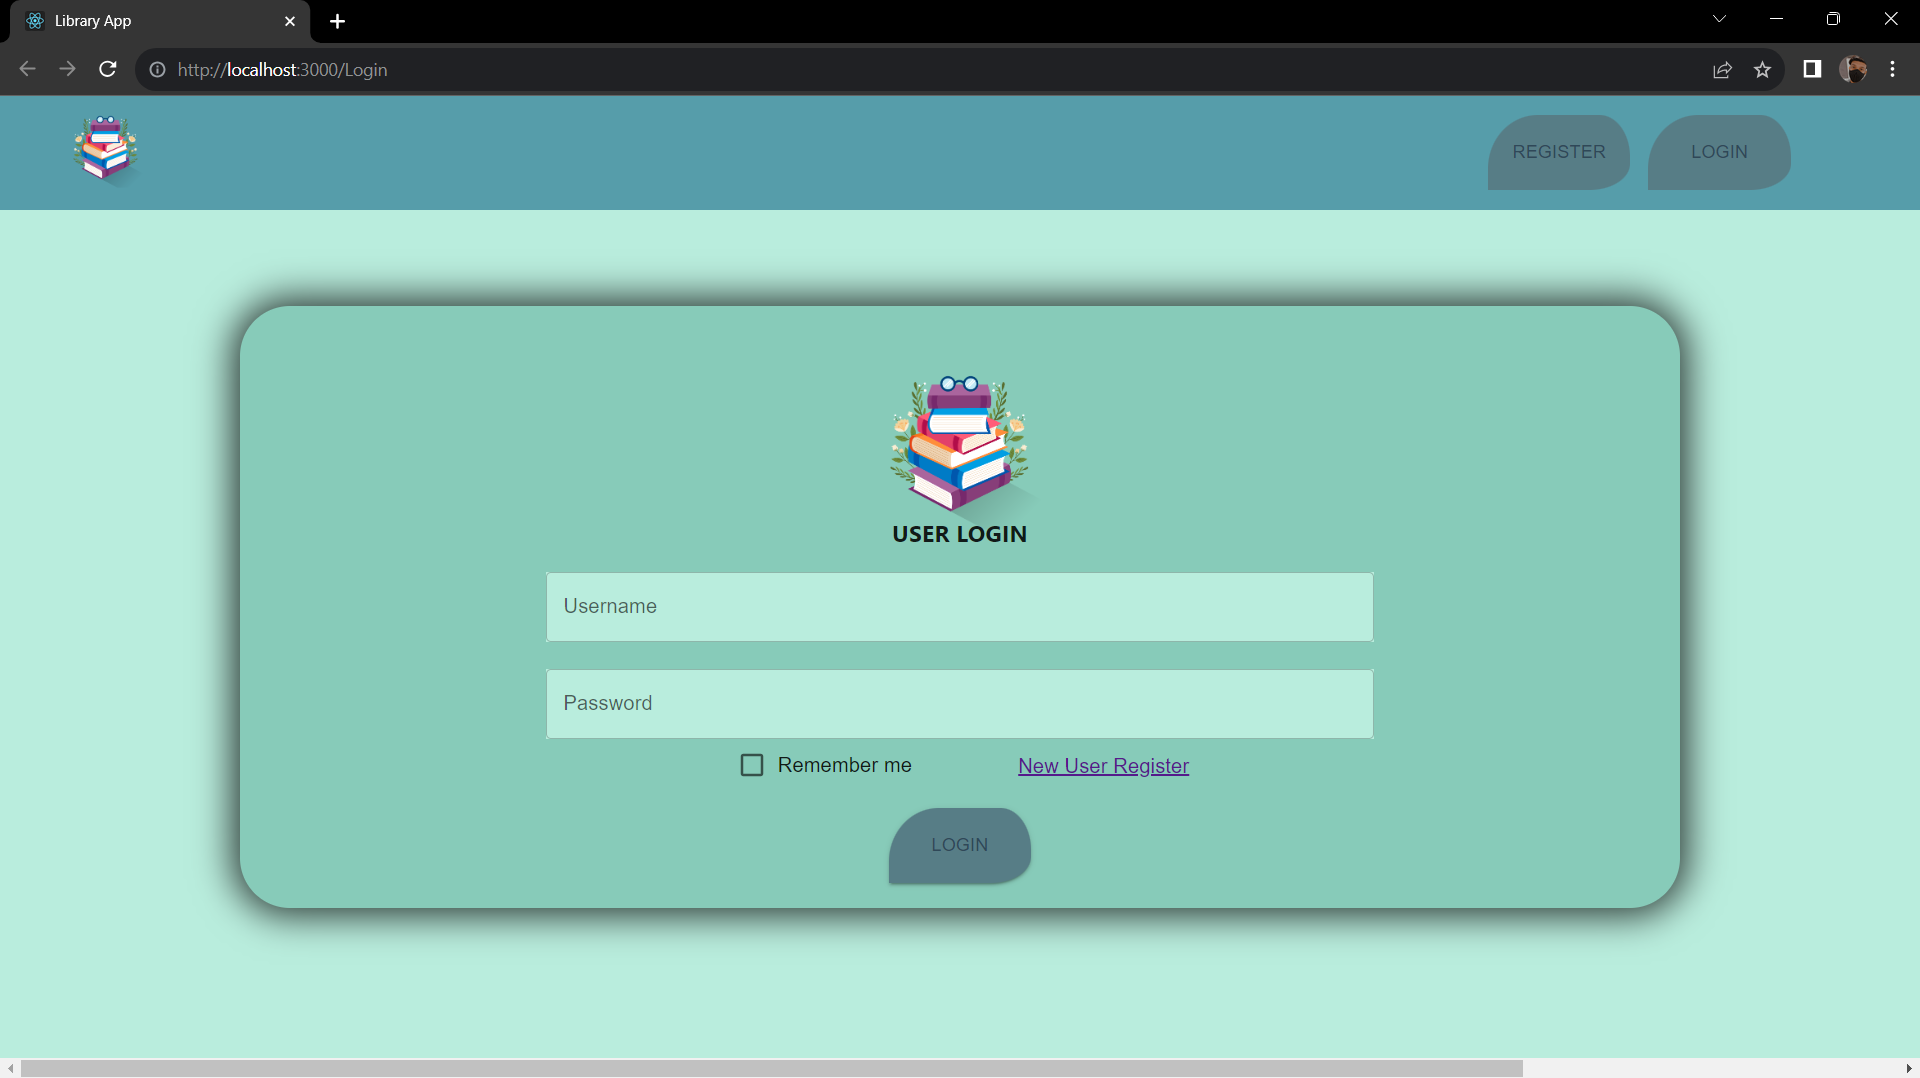 Library App
http://localhost:3000/Login
REGISTER
LOGIN
USER LOGIN
Username
Password
Remember me
New User Register
LOGIN